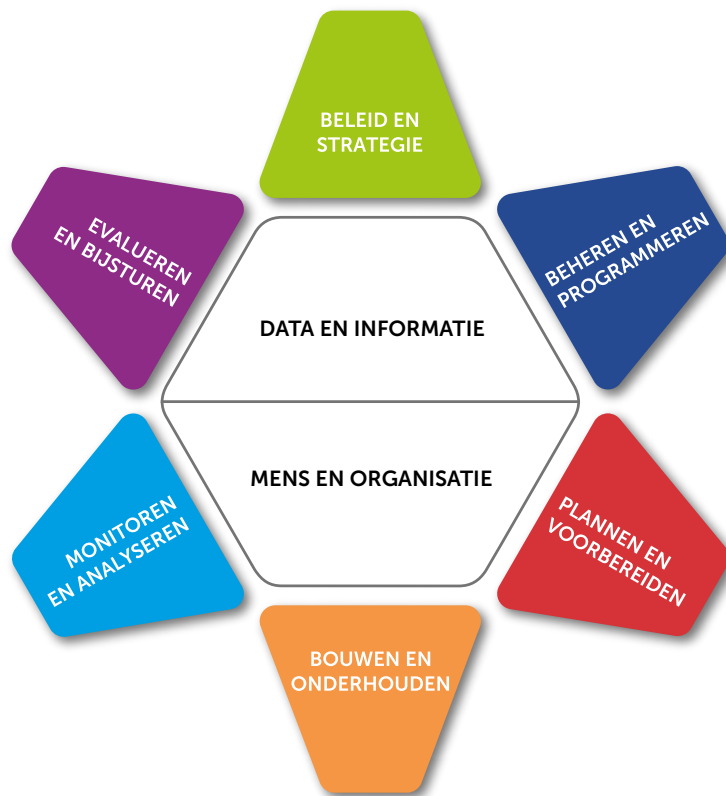 BELEID EN
STRATEGIE
BEHEREN EN
PROGRAMMEREN
PLANNEN EN
VOORBEREIDEN
BOUWEN EN
ONDERHOUDEN
MONITOREN
EN ANALYSEREN
EVALUEREN
EN BIJSTUREN
DATA EN INFORMATIE
MENS EN ORGANISATIE